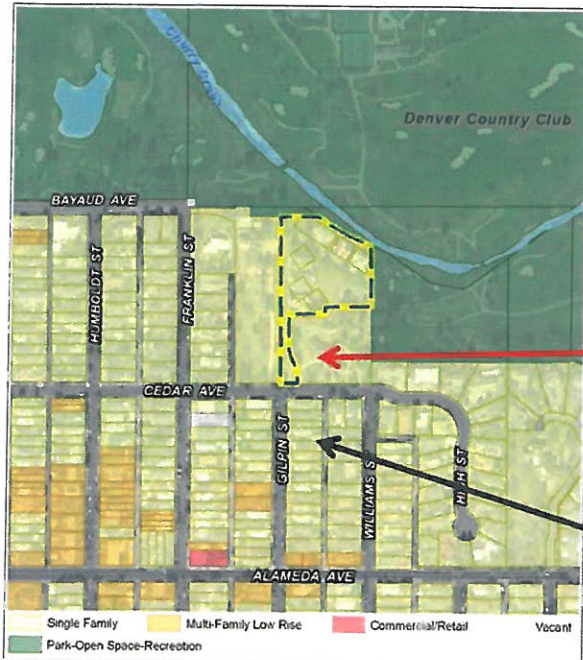 Cherry Creek
Denver Country Club
BAYAUD AVE
HUMBOLDT ST
FRANKLIN ST
CEDAR AVE
GILPIN ST
WILLIAMS S
HIGH ST
ALAMEDA AVE
Single Family
Multi-Family Low Rise
Commercial/Retail
Vacant
Park-Open Space-Recreation